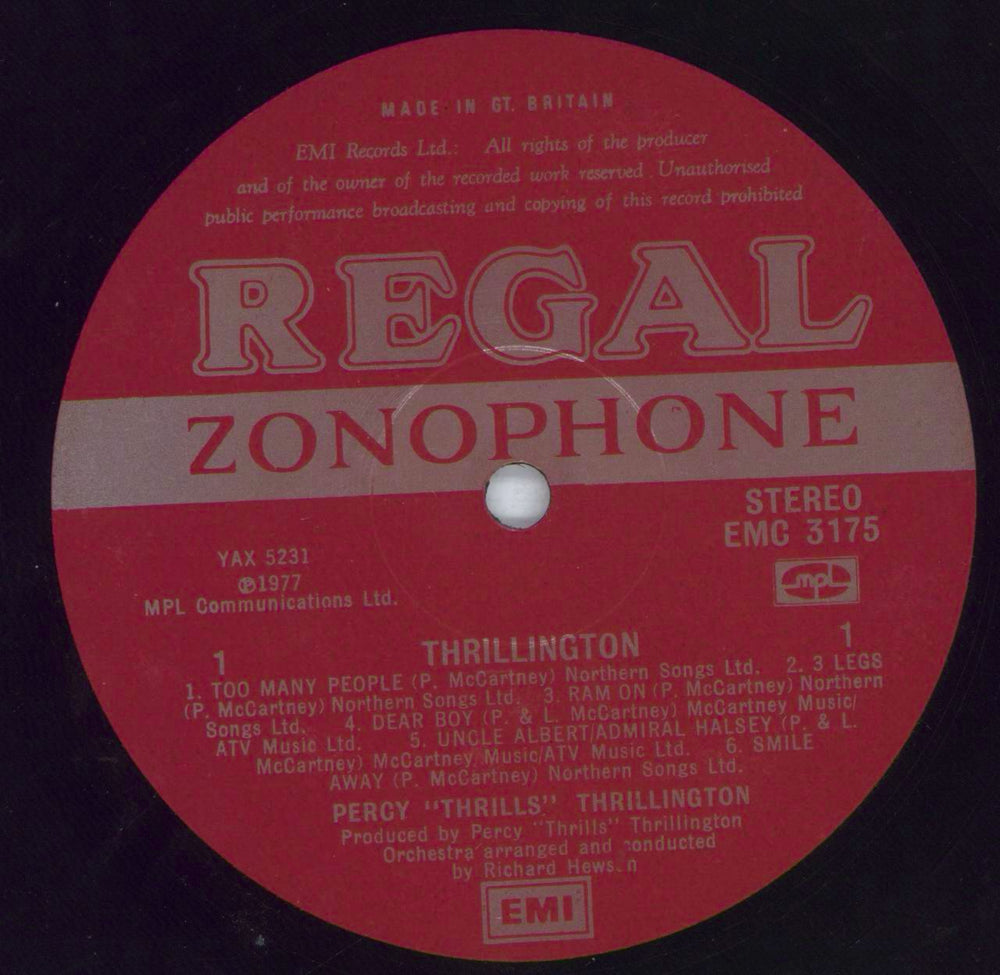 MADE IN GT. BRITAIN
EMI Records Ltd.: All rights of the producer
and of the owner of the recorded work reserved. Unauthorised
public performance broadcasting and copying of this record prohibited
REGAL
ZONOPHONE
STEREO
EMC 3175
mpl
YAX 5231
℗1977
MPL Communications Ltd.
1
THRILLINGTON
1
1. TOO MANY PEOPLE (P. McCartney) Northern Songs Ltd. 2. 3 LEGS
(P. McCartney) Northern Songs Ltd. 3. RAM ON (P. McCartney) Northern
Songs Ltd. 4. DEAR BOY (P. & L. McCartney) McCartney Music/
ATV Music Ltd. 5. UNCLE ALBERT/ADMIRAL HALSEY (P. & L.
McCartney) McCartney Music/ATV Music Ltd. 6. SMILE
AWAY (P. McCartney) Northern Songs Ltd.
PERCY "THRILLS" THRILLINGTON
Produced by Percy "Thrills" Thrillington
Orchestra arranged and conducted
by Richard
EMI